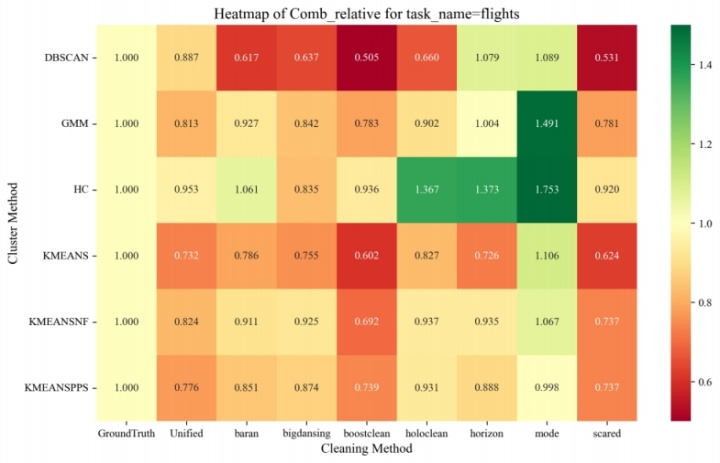 Heatmap of Comb_relative for task_name=flights
DBSCAN 1.000 0.887 0.617 0.637 0.505 0.660 1.079 1.089 0.531
GMM 1.000 0.813 0.927 0.842 0.783 0.902 1.004 1.491 0.781
HC 1.000 0.953 1.061 0.835 0.936 1.367 1.373 1.753 0.920
KMEANS 1.000 0.732 0.786 0.755 0.602 0.827 0.726 1.106 0.624
KMEANSNF 1.000 0.824 0.911 0.925 0.692 0.937 0.935 1.067 0.737
KMEANSPPS 1.000 0.776 0.851 0.874 0.739 0.931 0.888 0.998 0.737
GroundTruth Unified baran bigdansing boostclean holoclean horizon mode scared
Cleaning Method
Cluster Method
1.4
1.2
1.0
0.8
0.6